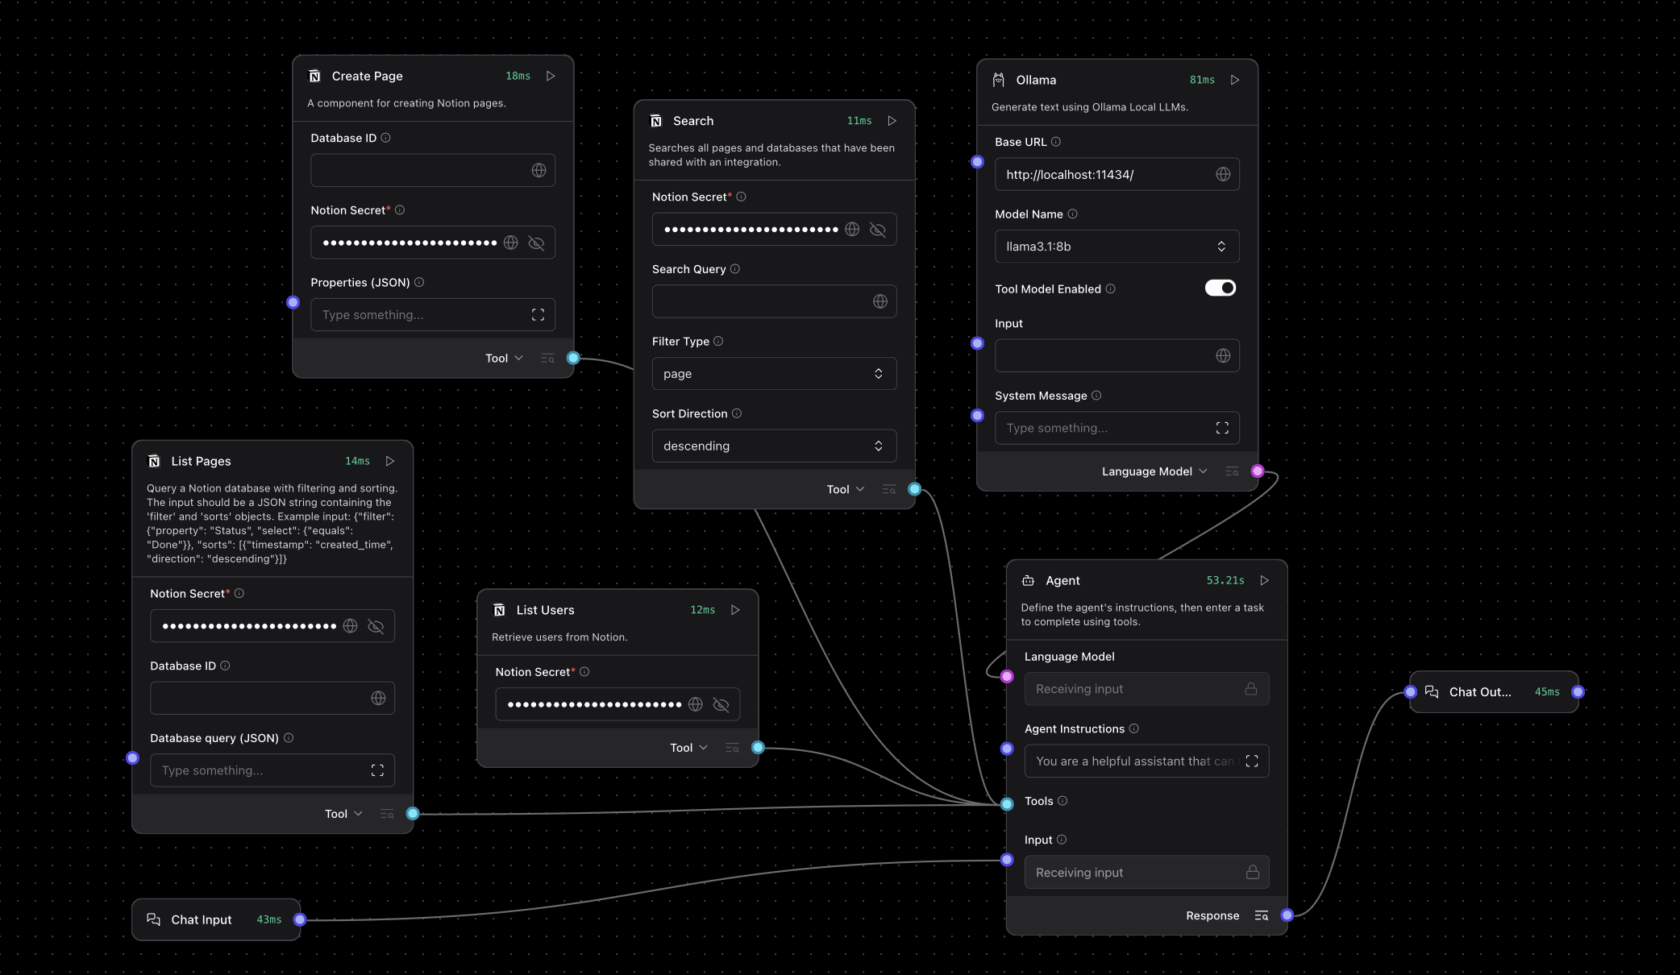 Create Page
18ms
A component for creating Notion pages.
Database ID
Notion Secret*
••••••••••••••••••••••••
Properties (JSON)
Type something...
Tool
Search
11ms
Searches all pages and databases that have been
shared with an integration.
Notion Secret*
••••••••••••••••••••••••
Search Query
Filter Type
page
Sort Direction
descending
Tool
Ollama
81ms
Generate text using Ollama Local LLMs.
Base URL
http://localhost:11434/
Model Name
llama3.1:8b
Tool Model Enabled
Input
System Message
Type something...
Language Model
List Pages
14ms
Query a Notion database with filtering and sorting.
The input should be a JSON string containing the
'filter' and 'sorts' objects. Example input: {"filter":
{"property": "Status", "select": {"equals":
"Done"}}, "sorts": [{"timestamp": "created_time",
"direction": "descending"}]}
Notion Secret*
••••••••••••••••••••••••
Database ID
Database query (JSON)
Type something...
Tool
List Users
12ms
Retrieve users from Notion.
Notion Secret*
••••••••••••••••••••••••
Tool
Agent
53.21s
Define the agent's instructions, then enter a task
to complete using tools.
Language Model
Receiving input
Agent Instructions
You are a helpful assistant that can
Tools
Input
Receiving input
Response
Chat Input
43ms
Chat Out...
45ms